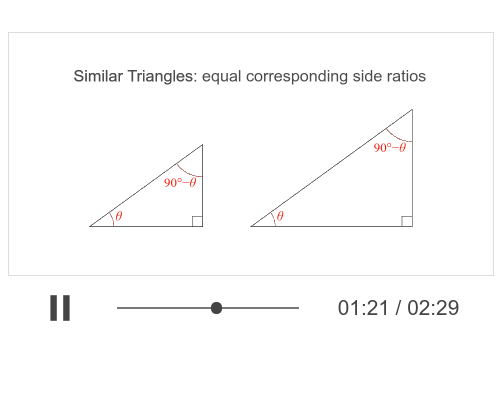 Similar Triangles: equal corresponding side ratios
90°−θ
90°−θ
θ
θ
01:21 / 02:29